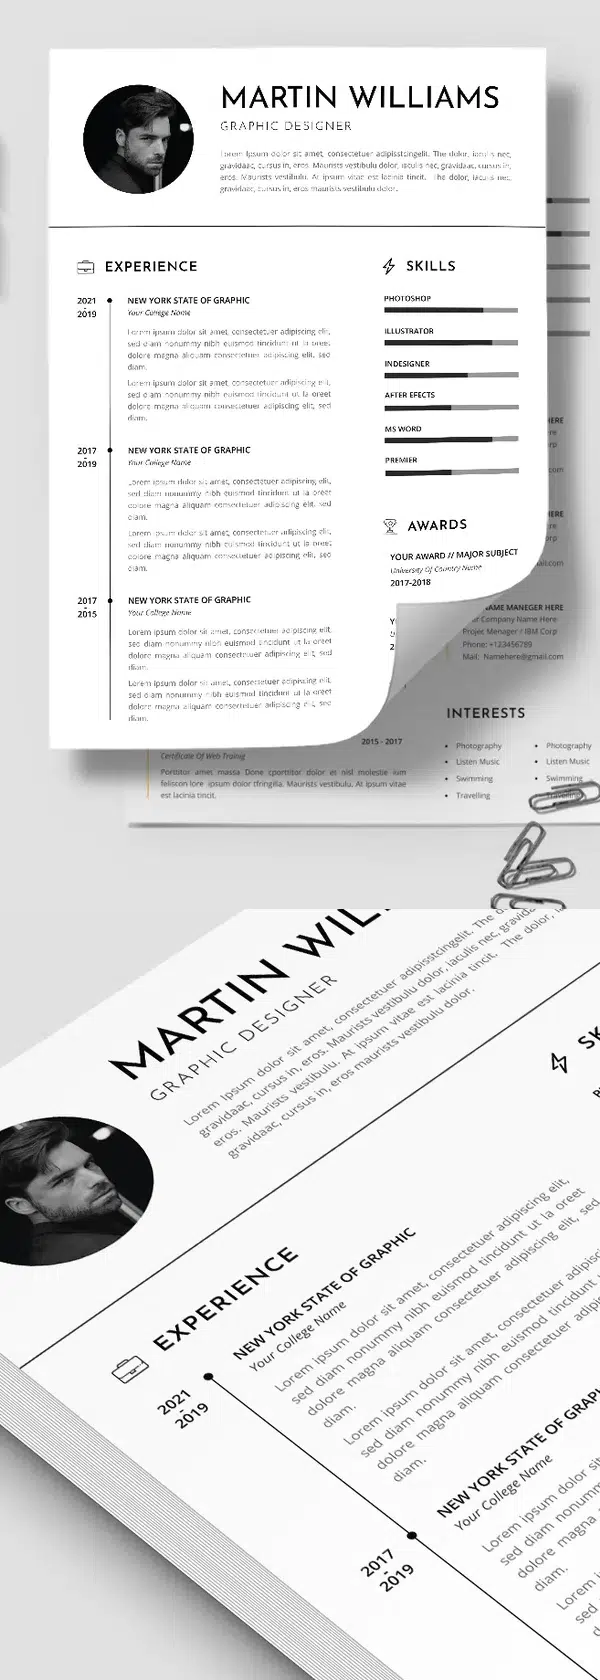 MARTIN WILLIAMS
GRAPHIC DESIGNER
Lorem Ipsum dolor sit amet, consectetuer adipisstcingelit. The dolor, iaculis nec,
gravidaac, cursus in, eros. Maurists vestibulu dolor, iaculis nec, gravidaac, cursus in,
eros. Maurists vestibulu. At ipsum vitae est lacinia tincit. The dolor, iaculis nec,
gravidaac, cursus in, eros maurists vestibulu dolor.
EXPERIENCE
2021
-
2019
NEW YORK STATE OF GRAPHIC
Your College Name
Lorem ipsum dolor sit amet, consectetuer adipiscing elit,
sed diam nonummy nibh euismod tincidunt ut la oreet
dolore magna aliquam consectetuer adipiscing elit, sed
diam.
Lorem ipsum dolor sit amet, consectetuer adipiscing elit,
sed diam nonummy nibh euismod tincidunt ut la oreet
dolore magna aliquam consectetuer adipiscing elit, sed
diam.
2017
-
2019
NEW YORK STATE OF GRAPHIC
Your College Name
Lorem ipsum dolor sit amet, consectetuer adipiscing elit,
sed diam nonummy nibh euismod tincidunt ut la oreet
dolore magna aliquam consectetuer adipiscing elit, sed
diam.
Lorem ipsum dolor sit amet, consectetuer adipiscing elit,
sed diam nonummy nibh euismod tincidunt ut la oreet
dolore magna aliquam consectetuer adipiscing elit, sed
diam.
2017
-
2015
NEW YORK STATE OF GRAPHIC
Your College Name
Lorem ipsum dolor sit amet, consectetuer adipiscing elit,
sed diam nonummy nibh euismod tincidunt ut la oreet
dolore magna aliquam consectetuer adipiscing elit, sed
diam.
Lorem ipsum dolor sit amet, consectetuer adipiscing elit,
sed diam nonummy nibh euismod tincidunt ut la oreet
dolore magna aliquam consectetuer adipiscing elit, sed
diam.
SKILLS
PHOTOSHOP
ILLUSTRATOR
INDESIGNER
AFTER EFECTS
MS WORD
PREMIER
AWARDS
YOUR AWARD // MAJOR SUBJECT
University Of Country Name
2017-2018
HERE
com
HERE
com
NAME MANEGER HERE
Company Name Here
Projet Menager / IBM Corp
Phone: +123456789
Mail: Namehere@gmail.com
INTERESTS
• Photography
• Listen Music
• Swimming
• Travelling
• Photography
• Listen Music
• Swimming
2015 - 2017
Certificate Of Web Trainig
Portitor ames massa Done cporttitor dolor et nisl molestie ium
feliscon lore ipsum dolor tfringilla. Maurists vestibulu dolor, ipsum vitae
est lacinia tincit.
MARTIN WIL
GRAPHIC DESIGNER
Lorem Ipsum dolor sit amet, consectetuer adipisstcingelit. The
gravidaac, cursus in, eros. Maurists vestibulu dolor, iaculis nec,
eros. Maurists vestibulu. At ipsum vitae est lacinia tincit. The dolor,
gravidaac, cursus in, eros maurists vestibulu dolor.
SK
EXPERIENCE
2021
-
2019
NEW YORK STATE OF GRAPHIC
Your College Name
Lorem ipsum dolor sit amet, consectetuer adipiscing elit,
sed diam nonummy nibh euismod tincidunt ut la oreet
dolore magna aliquam consectetuer adipiscing elit, sed
diam.
Lorem ipsum dolor sit amet, consectetuer
sed diam nonummy nibh euismod tincidunt
dolore magna aliquam consectetuer
diam.
2017
-
2019
NEW YORK STATE OF
Your College Name
Lorem ipsum dolor
sed diam nonummy
dolore magna
diam.
Lorem
sed